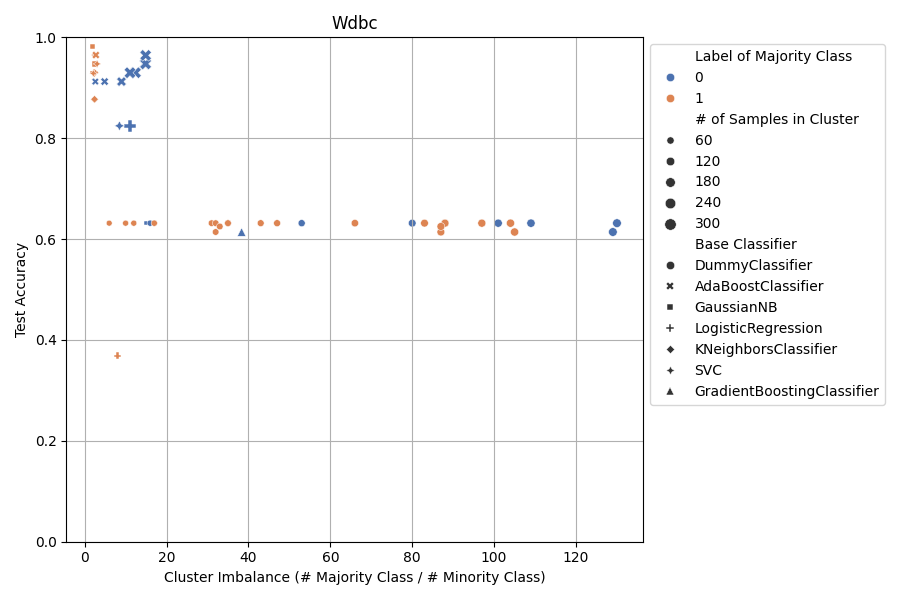 Wdbc
1.0
0.8
0.6
0.4
0.2
0.0
Test Accuracy
0
20
40
60
80
100
120
Cluster Imbalance (# Majority Class / # Minority Class)
Label of Majority Class
0
1
# of Samples in Cluster
60
120
180
240
300
Base Classifier
DummyClassifier
AdaBoostClassifier
GaussianNB
LogisticRegression
KNeighborsClassifier
SVC
GradientBoostingClassifier